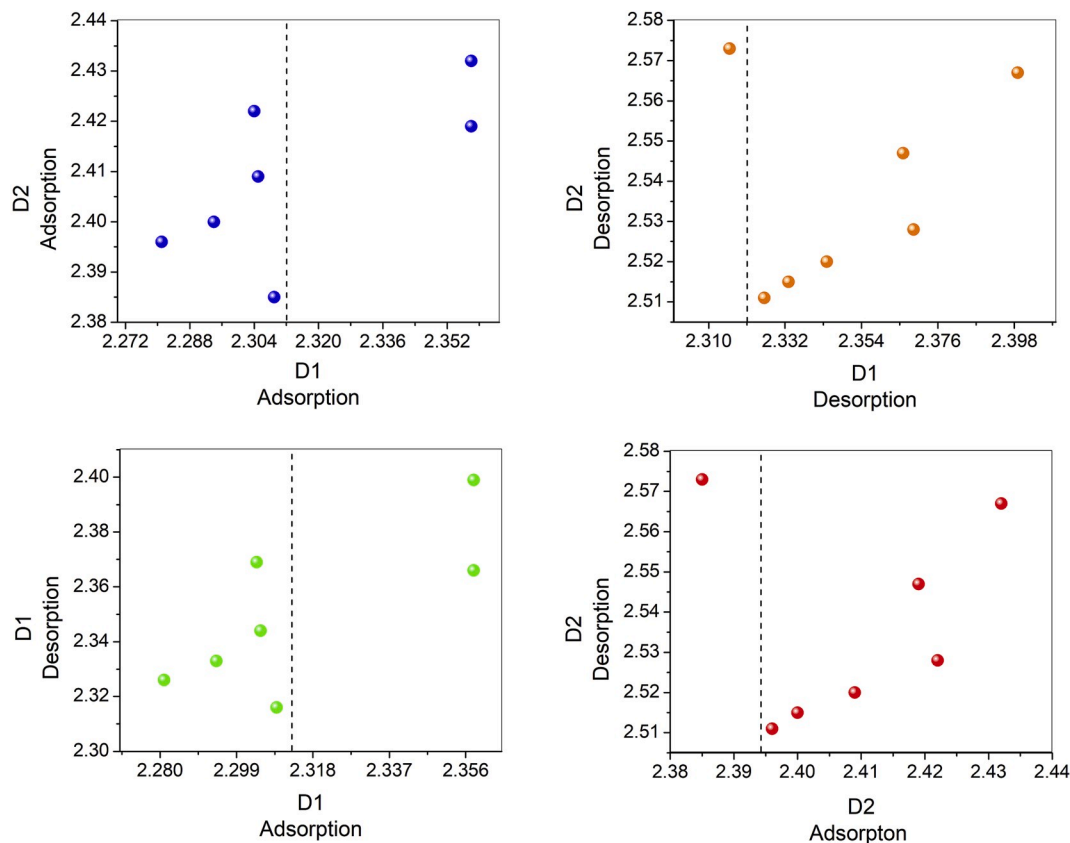 2.44
2.43
2.42
2.41
2.40
2.39
2.38
D2
Adsorption
2.272 2.288 2.304 2.320 2.336 2.352
D1
Adsorption
2.58
2.57
2.56
2.55
2.54
2.53
2.52
2.51
D2
Desorption
2.310 2.332 2.354 2.376 2.398
D1
Desorption
2.40
2.38
2.36
2.34
2.32
2.30
D1
Desorption
2.280 2.299 2.318 2.337 2.356
D1
Adsorption
2.58
2.57
2.56
2.55
2.54
2.53
2.52
2.51
D2
Desorption
2.38 2.39 2.40 2.41 2.42 2.43 2.44
D2
Adsorpton